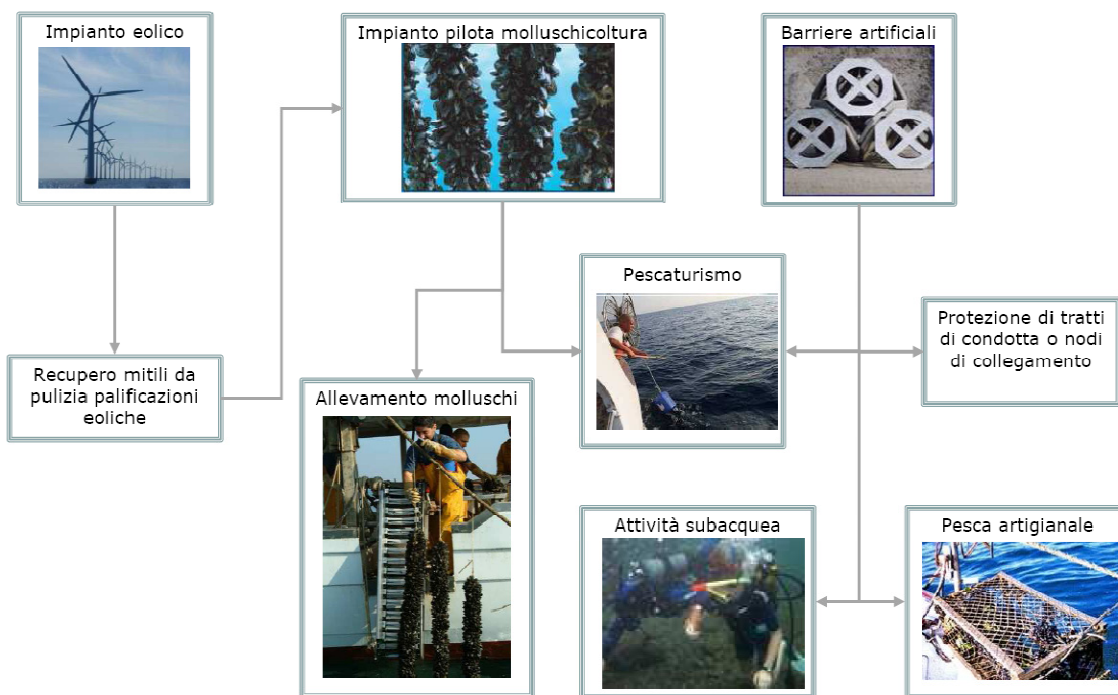 Impianto eolico
Impianto pilota molluschicoltura
Barriere artificiali
Pescaturismo
Protezione di tratti
di condotta o nodi
di collegamento
Recupero mitili da
pulizia palificazioni
eoliche
Allevamento molluschi
Attività subacquea
Pesca artigianale